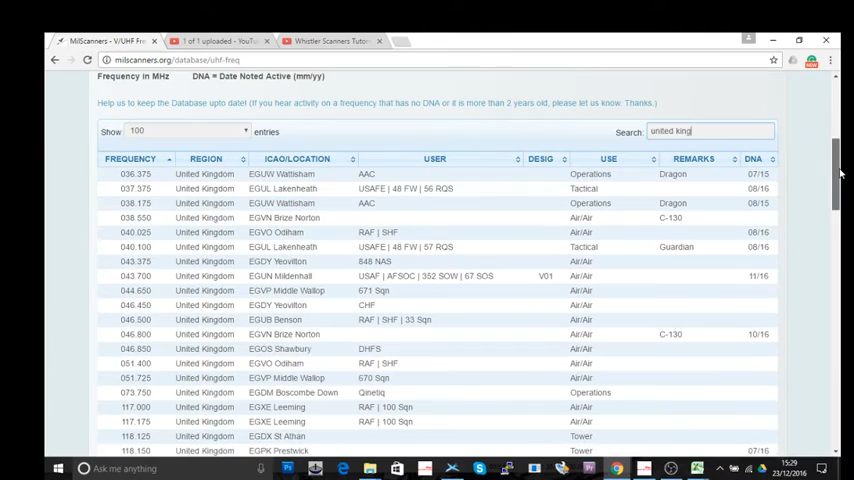 MilScanners - V/UHF Fre
1 of 1 uploaded - YouTu
Whistler Scanners Tutor
milscanners.org/database/uhf-freq
Frequency in MHz DNA = Date Noted Active (mm/yy)
Help us to keep the Database upto date! (If you hear activity on a frequency that has no DNA or it is more than 2 years old, please let us know. Thanks.)
Show 100 entries Search: united king
FREQUENCY REGION ICAO/LOCATION USER DESIG USE REMARKS DNA
036.375 United Kingdom EGUW Wattisham AAC Operations Dragon 07/15
037.375 United Kingdom EGUL Lakenheath USAFE | 48 FW | 56 RQS Tactical 08/16
038.175 United Kingdom EGUW Wattisham AAC Operations Dragon 08/15
038.550 United Kingdom EGVN Brize Norton Air/Air C-130
040.025 United Kingdom EGVO Odiham RAF | SHF Air/Air 08/16
040.100 United Kingdom EGUL Lakenheath USAFE | 48 FW | 57 RQS Tactical Guardian 08/16
043.375 United Kingdom EGDY Yeovilton 848 NAS Air/Air
043.700 United Kingdom EGUN Mildenhall USAF | AFSOC | 352 SOW | 67 SOS V01 Air/Air 11/16
044.650 United Kingdom EGVP Middle Wallop 671 Sqn Air/Air
046.450 United Kingdom EGDY Yeovilton CHF Air/Air
046.500 United Kingdom EGUB Benson RAF | SHF | 33 Sqn Air/Air
046.800 United Kingdom EGVN Brize Norton Air/Air C-130 10/16
046.850 United Kingdom EGOS Shawbury DHFS Air/Air
051.400 United Kingdom EGVO Odiham RAF | SHF Air/Air
051.725 United Kingdom EGVP Middle Wallop 670 Sqn Air/Air
073.750 United Kingdom EGDM Boscombe Down Qinetiq Operations
117.000 United Kingdom EGXE Leeming RAF | 100 Sqn Air/Air
117.175 United Kingdom EGXE Leeming RAF | 100 Sqn Air/Air
118.125 United Kingdom EGDX St Athan Tower
118.150 United Kingdom EGPK Prestwick Tower 07/16
Ask me anything
15:29
23/12/2016